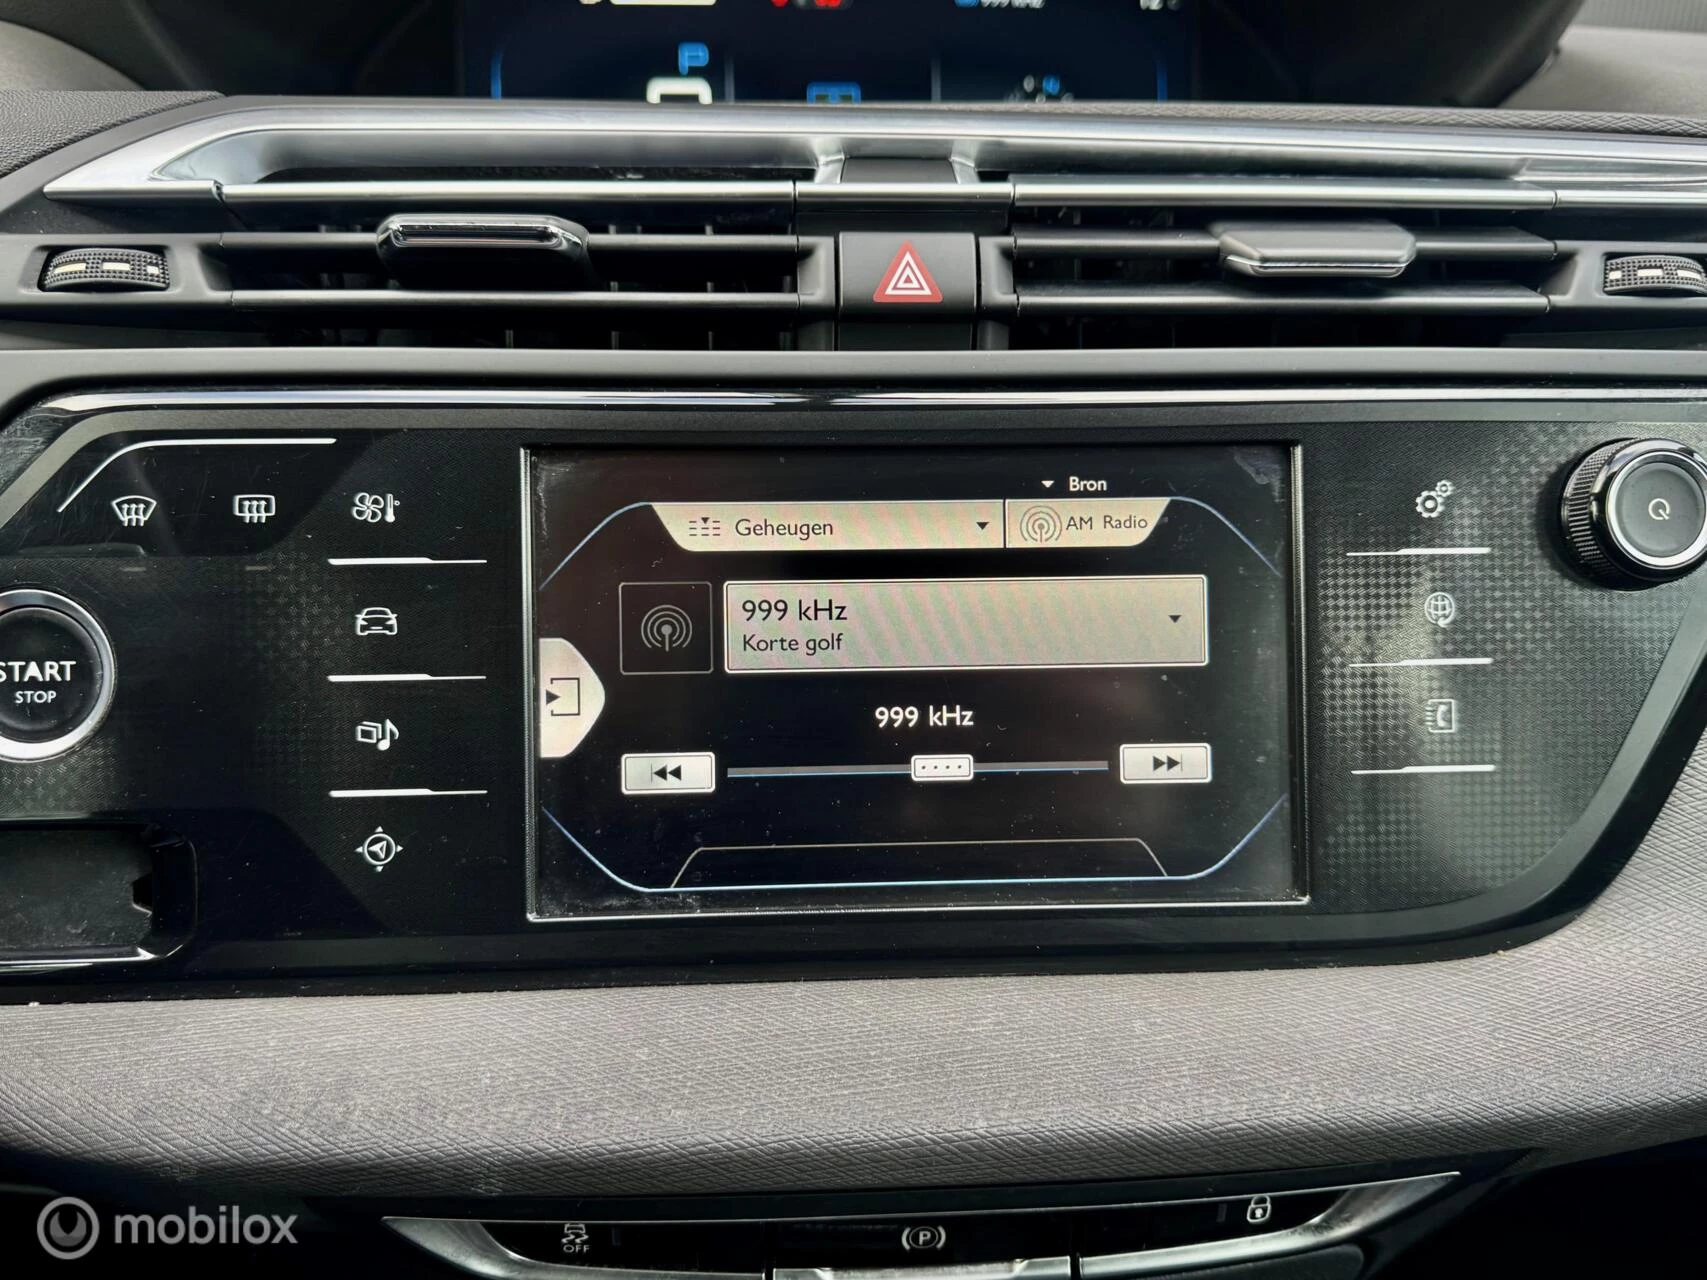 P
Bron
Geheugen
AM Radio
999 kHz
Korte golf
999 kHz
START
STOP
OFF
P
mobilox